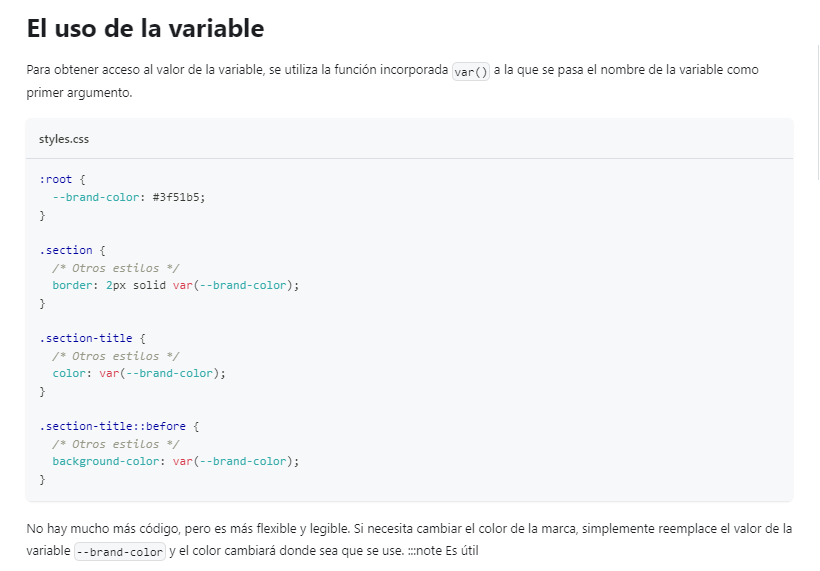 El uso de la variable
Para obtener acceso al valor de la variable, se utiliza la función incorporada var() a la que se pasa el nombre de la variable como
primer argumento.
styles.css
:root {
  --brand-color: #3f51b5;
}
.section {
  /* Otros estilos */
  border: 2px solid var(--brand-color);
}
.section-title {
  /* Otros estilos */
  color: var(--brand-color);
}
.section-title::before {
  /* Otros estilos */
  background-color: var(--brand-color);
}
No hay mucho más código, pero es más flexible y legible. Si necesita cambiar el color de la marca, simplemente reemplace el valor de la
variable --brand-color y el color cambiará donde sea que se use. :::note Es útil